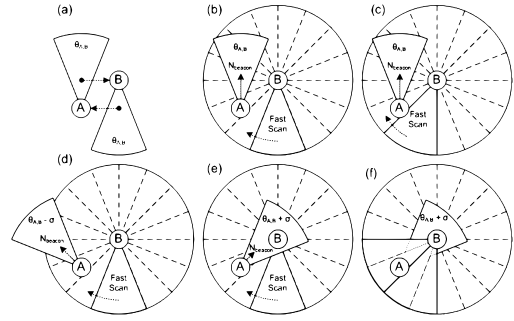 (a)
θA,B
B
A
θA,B
(b)
θA,B
Nbeacon
B
A
Fast
Scan
(c)
θA,B
Nbeacon
B
A
Fast
Scan
(d)
θA,B - σ
Nbeacon
B
A
Fast
Scan
(e)
θA,B + σ
B
Nbeacon
A
Fast
Scan
(f)
θA,B + σ
B
A